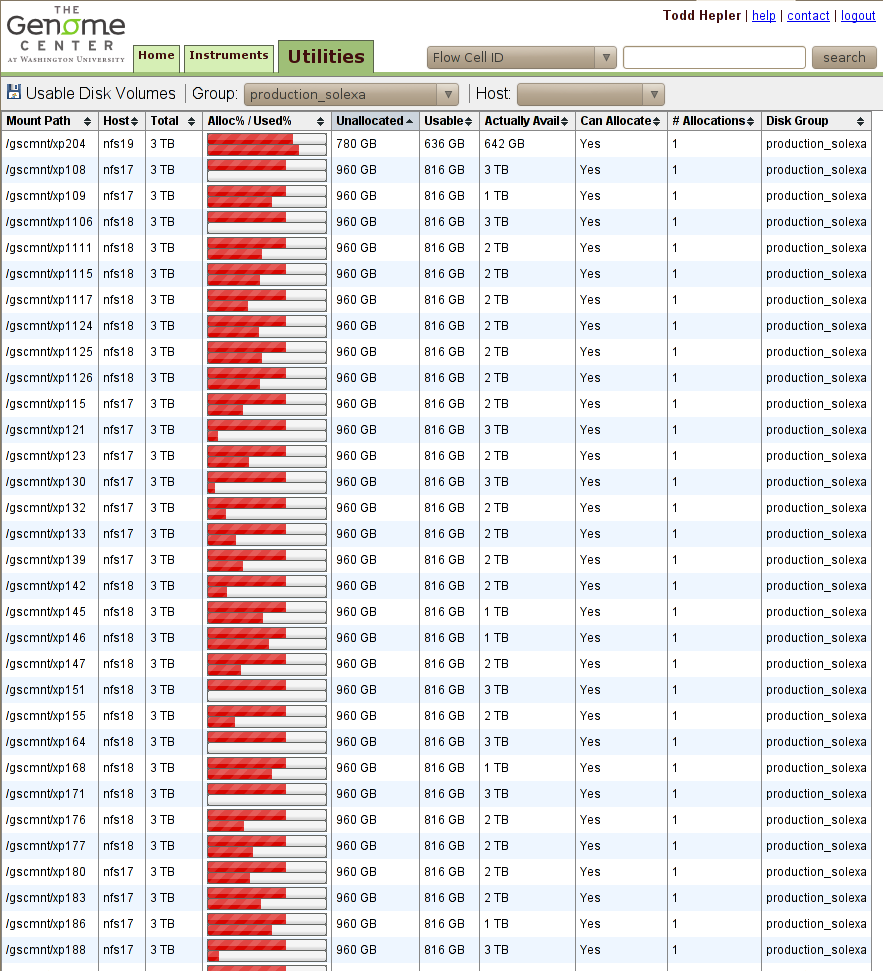 THE
Genome
CENTER
AT WASHINGTON UNIVERSITY
Todd Hepler | help | contact | logout
Home Instruments Utilities Flow Cell ID search
Usable Disk Volumes Group: production_solexa Host:
Mount Path Host Total Alloc% / Used% Unallocated Usable Actually Avail Can Allocate # Allocations Disk Group
/gscmnt/xp204 nfs19 3 TB 780 GB 636 GB 642 GB Yes 1 production_solexa
/gscmnt/xp108 nfs17 3 TB 960 GB 816 GB 3 TB Yes 1 production_solexa
/gscmnt/xp109 nfs17 3 TB 960 GB 816 GB 1 TB Yes 1 production_solexa
/gscmnt/xp1106 nfs18 3 TB 960 GB 816 GB 3 TB Yes 1 production_solexa
/gscmnt/xp1111 nfs18 3 TB 960 GB 816 GB 2 TB Yes 1 production_solexa
/gscmnt/xp1115 nfs18 3 TB 960 GB 816 GB 2 TB Yes 1 production_solexa
/gscmnt/xp1117 nfs18 3 TB 960 GB 816 GB 2 TB Yes 1 production_solexa
/gscmnt/xp1124 nfs18 3 TB 960 GB 816 GB 2 TB Yes 1 production_solexa
/gscmnt/xp1125 nfs18 3 TB 960 GB 816 GB 2 TB Yes 1 production_solexa
/gscmnt/xp1126 nfs18 3 TB 960 GB 816 GB 2 TB Yes 1 production_solexa
/gscmnt/xp115 nfs17 3 TB 960 GB 816 GB 2 TB Yes 1 production_solexa
/gscmnt/xp121 nfs17 3 TB 960 GB 816 GB 3 TB Yes 1 production_solexa
/gscmnt/xp123 nfs17 3 TB 960 GB 816 GB 2 TB Yes 1 production_solexa
/gscmnt/xp130 nfs17 3 TB 960 GB 816 GB 3 TB Yes 1 production_solexa
/gscmnt/xp132 nfs17 3 TB 960 GB 816 GB 2 TB Yes 1 production_solexa
/gscmnt/xp133 nfs17 3 TB 960 GB 816 GB 2 TB Yes 1 production_solexa
/gscmnt/xp139 nfs17 3 TB 960 GB 816 GB 2 TB Yes 1 production_solexa
/gscmnt/xp142 nfs18 3 TB 960 GB 816 GB 2 TB Yes 1 production_solexa
/gscmnt/xp145 nfs18 3 TB 960 GB 816 GB 1 TB Yes 1 production_solexa
/gscmnt/xp146 nfs18 3 TB 960 GB 816 GB 1 TB Yes 1 production_solexa
/gscmnt/xp147 nfs18 3 TB 960 GB 816 GB 2 TB Yes 1 production_solexa
/gscmnt/xp151 nfs18 3 TB 960 GB 816 GB 3 TB Yes 1 production_solexa
/gscmnt/xp155 nfs18 3 TB 960 GB 816 GB 2 TB Yes 1 production_solexa
/gscmnt/xp164 nfs18 3 TB 960 GB 816 GB 3 TB Yes 1 production_solexa
/gscmnt/xp168 nfs18 3 TB 960 GB 816 GB 1 TB Yes 1 production_solexa
/gscmnt/xp171 nfs18 3 TB 960 GB 816 GB 3 TB Yes 1 production_solexa
/gscmnt/xp176 nfs18 3 TB 960 GB 816 GB 2 TB Yes 1 production_solexa
/gscmnt/xp177 nfs18 3 TB 960 GB 816 GB 2 TB Yes 1 production_solexa
/gscmnt/xp180 nfs17 3 TB 960 GB 816 GB 2 TB Yes 1 production_solexa
/gscmnt/xp183 nfs17 3 TB 960 GB 816 GB 2 TB Yes 1 production_solexa
/gscmnt/xp186 nfs17 3 TB 960 GB 816 GB 1 TB Yes 1 production_solexa
/gscmnt/xp188 nfs17 3 TB 960 GB 816 GB 3 TB Yes 1 production_solexa